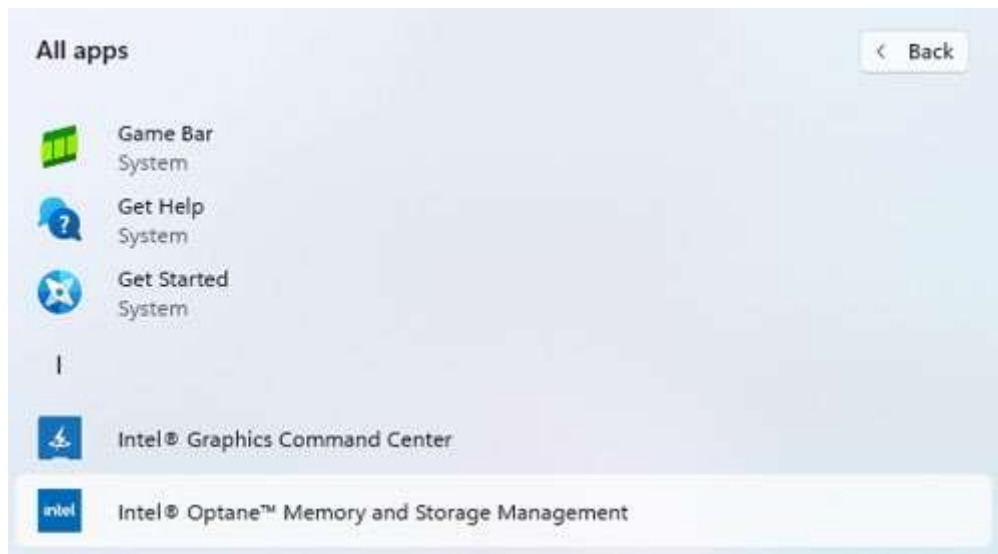 All apps
< Back
Game Bar
System
Get Help
System
Get Started
System
I
Intel® Graphics Command Center
intel
Intel® Optane™ Memory and Storage Management